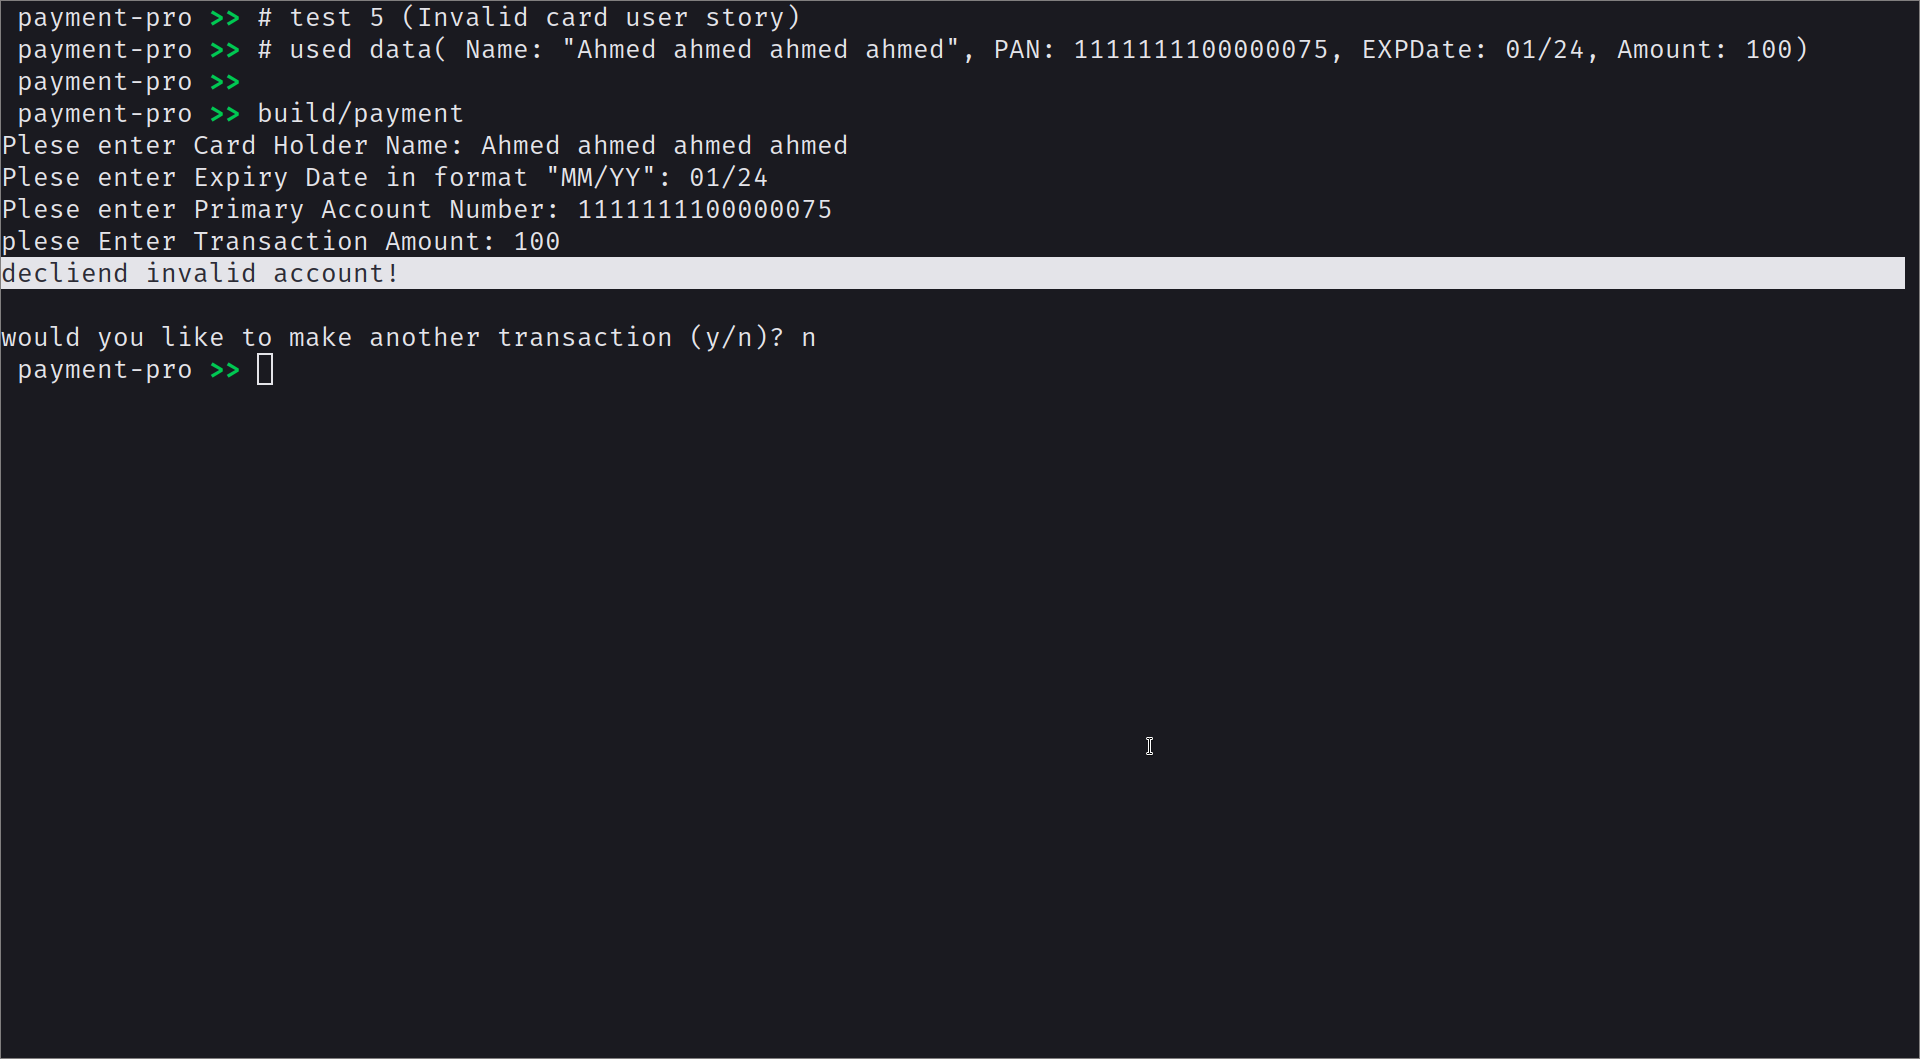 payment-pro >> # test 5 (Invalid card user story)
payment-pro >> # used data( Name: "Ahmed ahmed ahmed ahmed", PAN: 1111111100000075, EXPDate: 01/24, Amount: 100)
payment-pro >>
payment-pro >> build/payment
Plese enter Card Holder Name: Ahmed ahmed ahmed ahmed
Plese enter Expiry Date in format "MM/YY": 01/24
Plese enter Primary Account Number: 1111111100000075
plese Enter Transaction Amount: 100
decliend invalid account!
would you like to make another transaction (y/n)? n
payment-pro >>